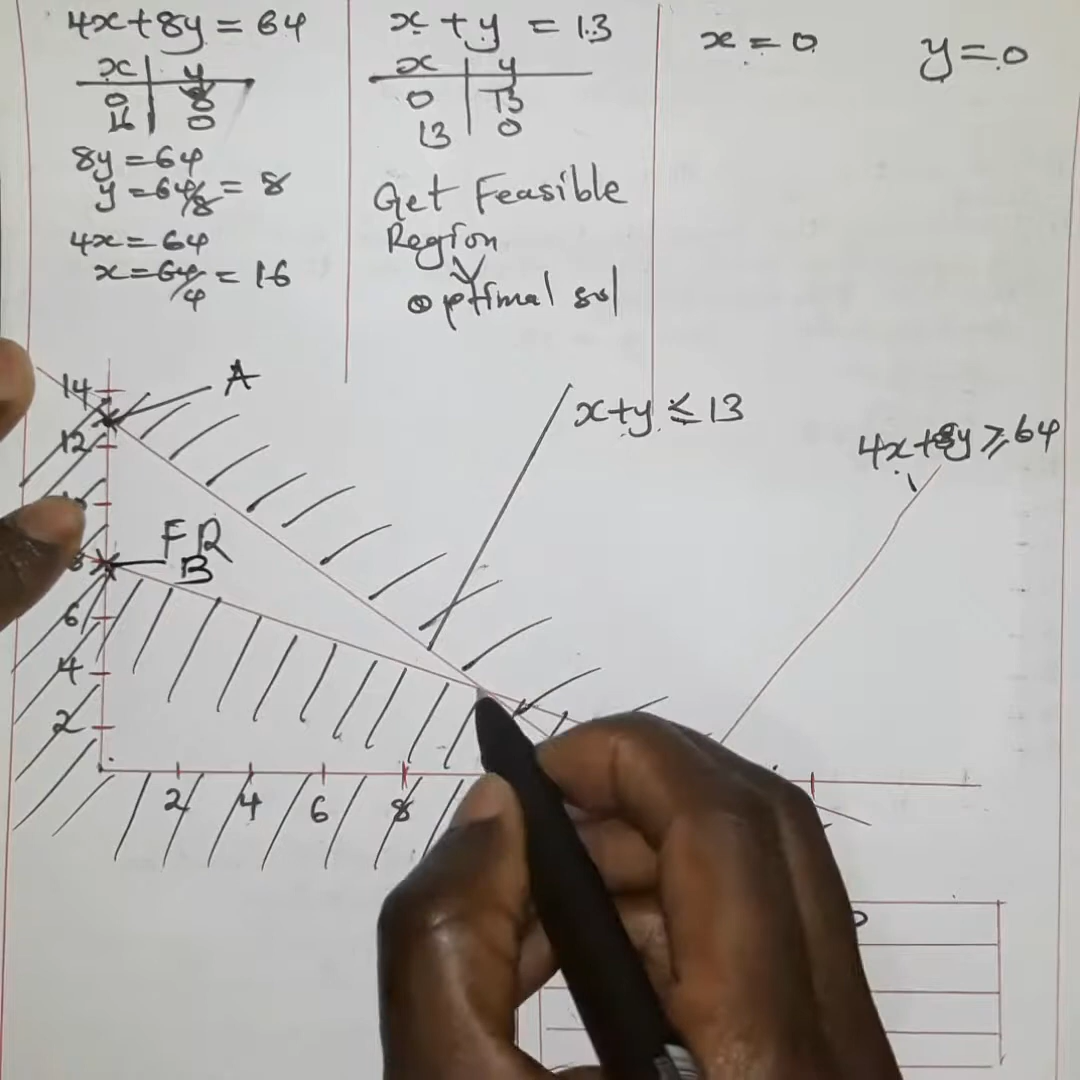 4x+8y = 64
x | y
0 | 8
16 | 0
8y = 64
y = 64/8 = 8
4x = 64
x = 64/4 = 16
x + y = 13
x | y
0 | 13
13 | 0
Get Feasible
Region
optimal sol
x = 0
y = 0
14
A
12
x+y ≤ 13
4x+8y ≥ 64
FR
B
6
4
2
2 4 6 8